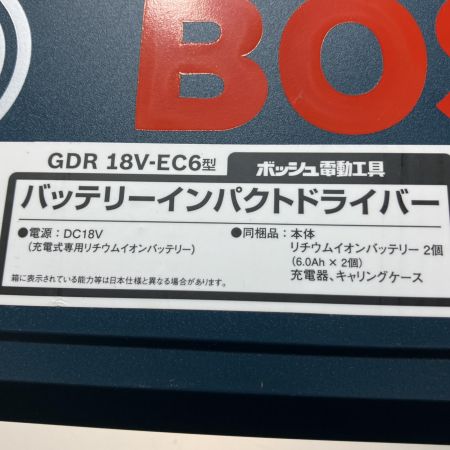 BOS
GDR 18V-EC6型 ボッシュ電動工具
バッテリーインパクトドライバー
●電源：DC18V
(充電式専用リチウムイオンバッテリー)
●同梱品：本体
リチウムイオンバッテリー 2個
(6.0Ah × 2個)
充電器、キャリングケース
箱に表示されている能力等は日本仕様と異なる場合があります。